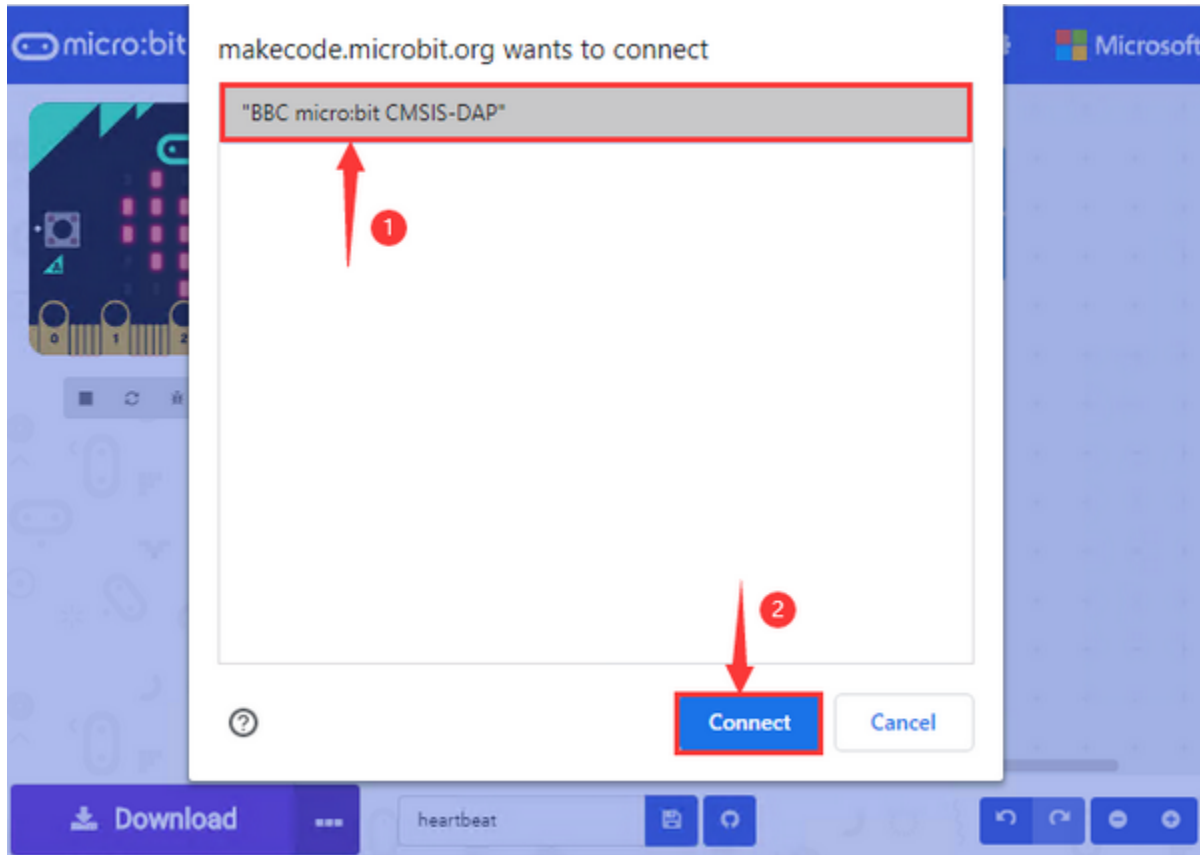 micro:bit
Microsoft
makecode.microbit.org wants to connect
"BBC micro:bit CMSIS-DAP"
1
A
0
1
2
2
?
Connect
Cancel
Download
heartbeat